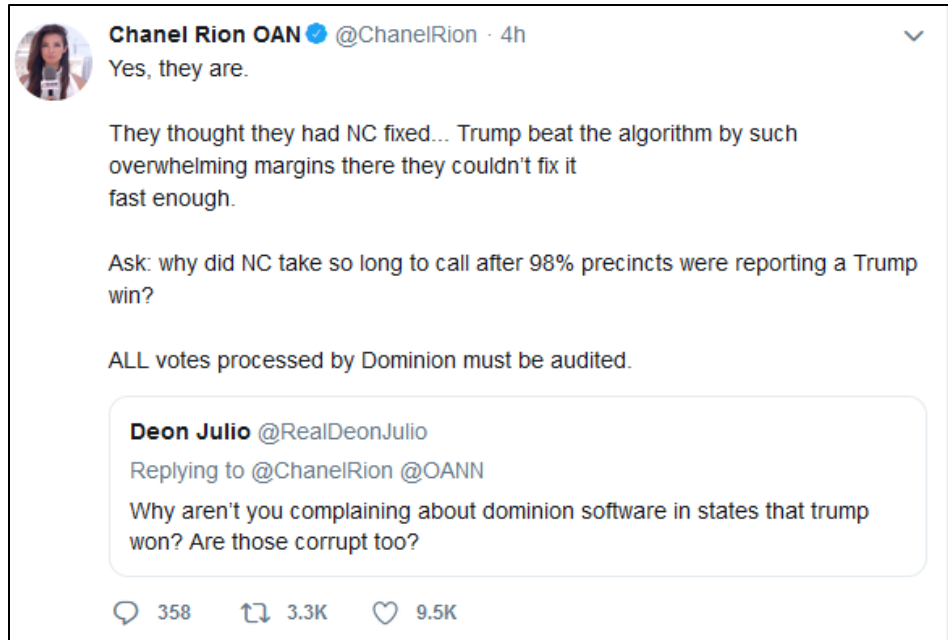 Chanel Rion OAN @ChanelRion · 4h
Yes, they are.
They thought they had NC fixed... Trump beat the algorithm by such
overwhelming margins there they couldn't fix it
fast enough.
Ask: why did NC take so long to call after 98% precincts were reporting a Trump
win?
ALL votes processed by Dominion must be audited.
Deon Julio @RealDeonJulio
Replying to @ChanelRion @OANN
Why aren't you complaining about dominion software in states that trump
won? Are those corrupt too?
358 3.3K 9.5K